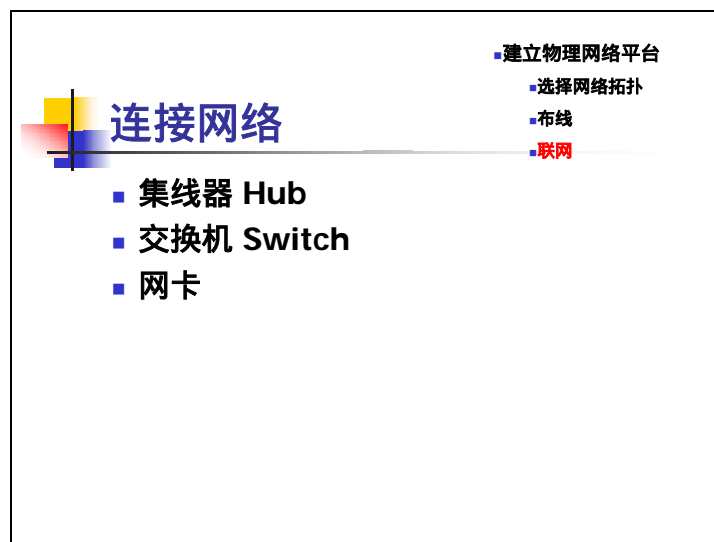 建立物理网络平台
选择网络拓扑
布线
联网
连接网络
集线器 Hub
交换机 Switch
网卡